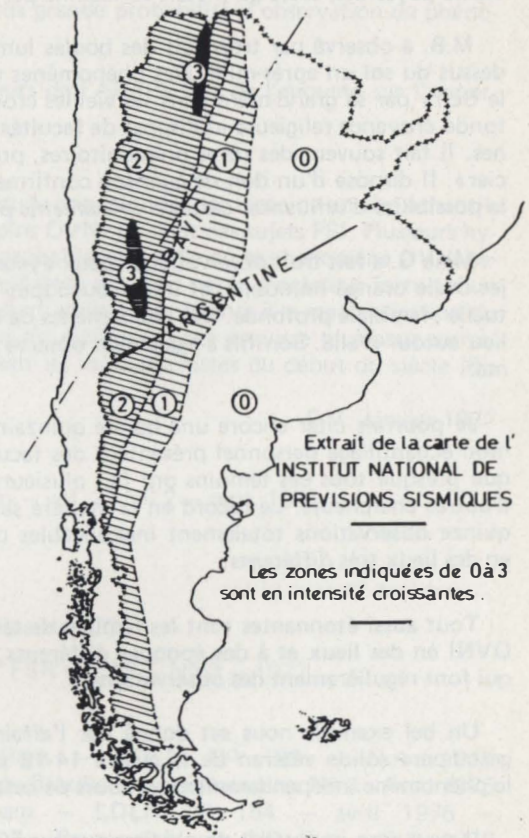 3
2
1
0
BAVIC
3
ARGENTINE
2
1
0
Extrait de la carte de l'
INSTITUT NATIONAL DE
PREVISIONS SISMIQUES
Les zones indiquées de 0 à 3
sont en intensité croissantes.